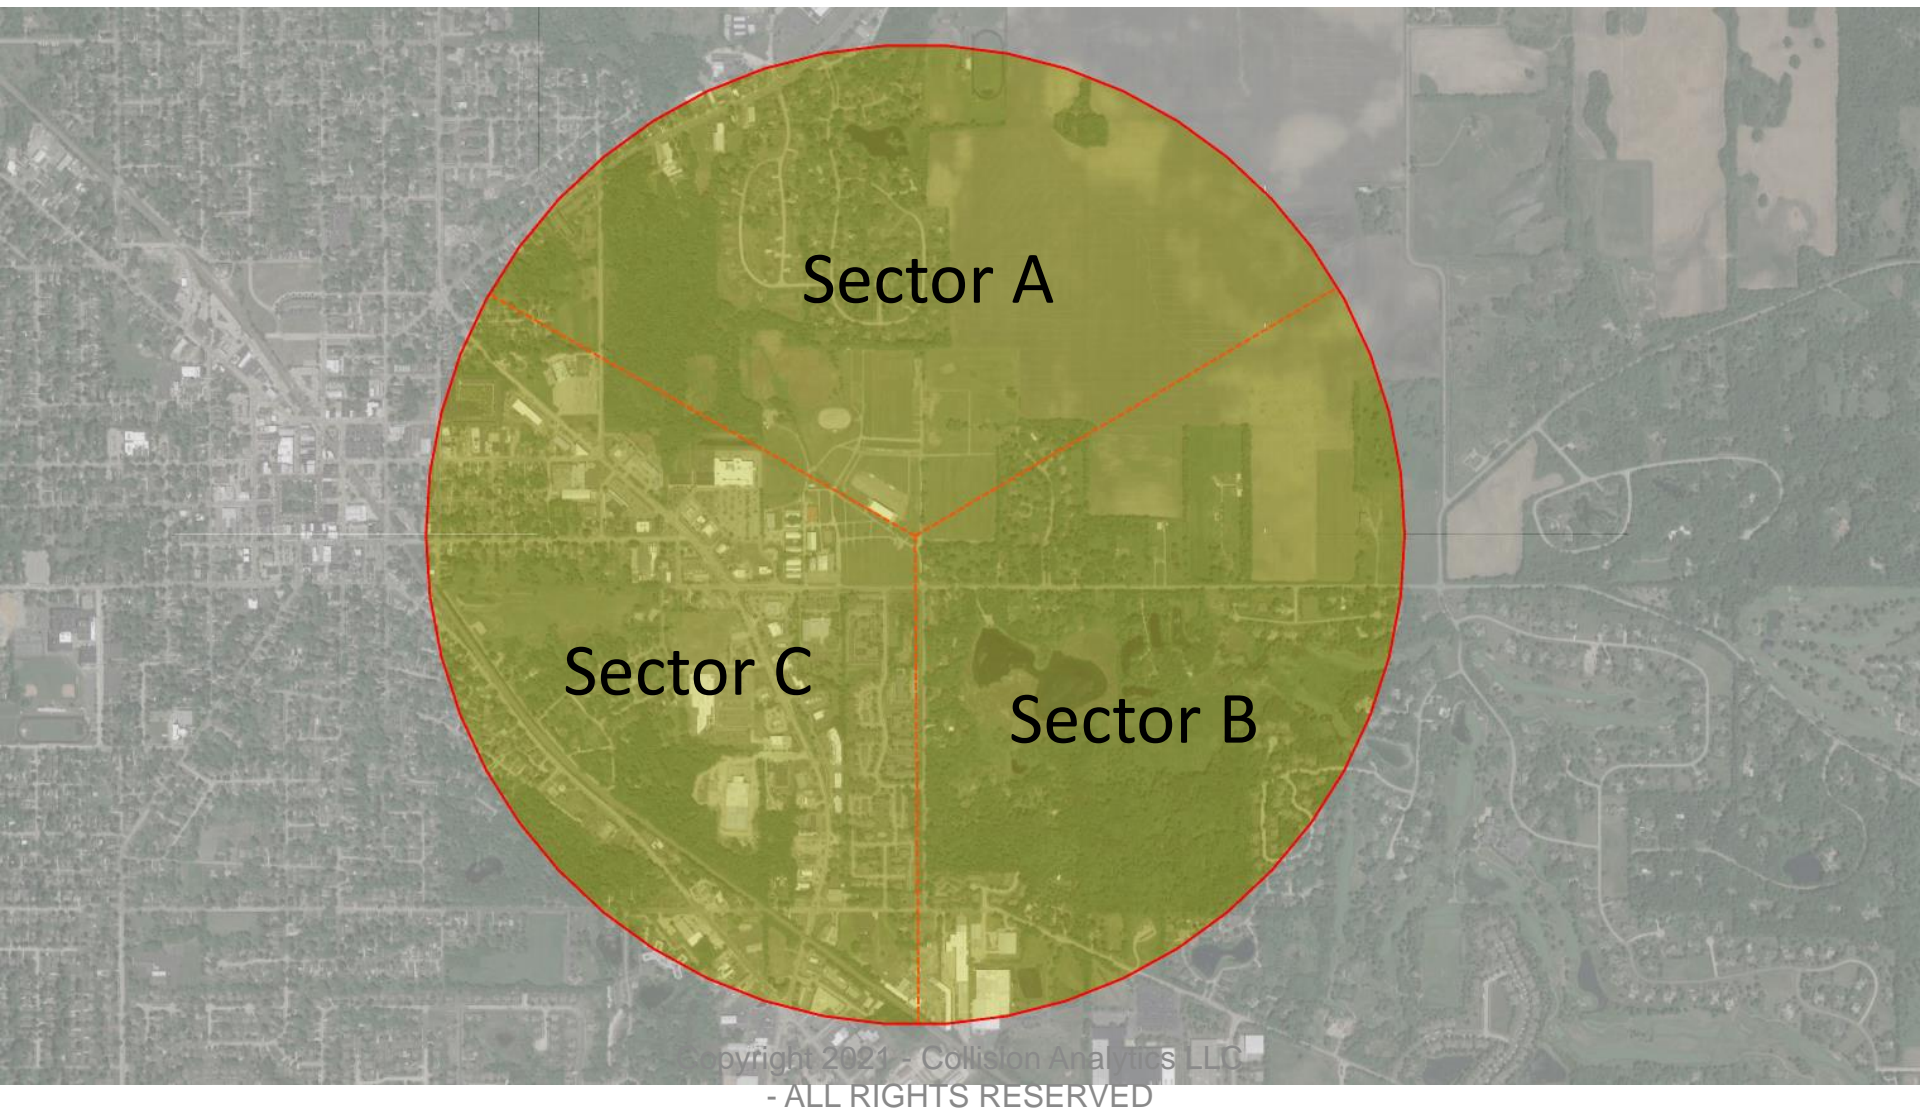 Sector A
Sector C
Sector B
Copyright 2021 - Collision Analytics LLC
- ALL RIGHTS RESERVED